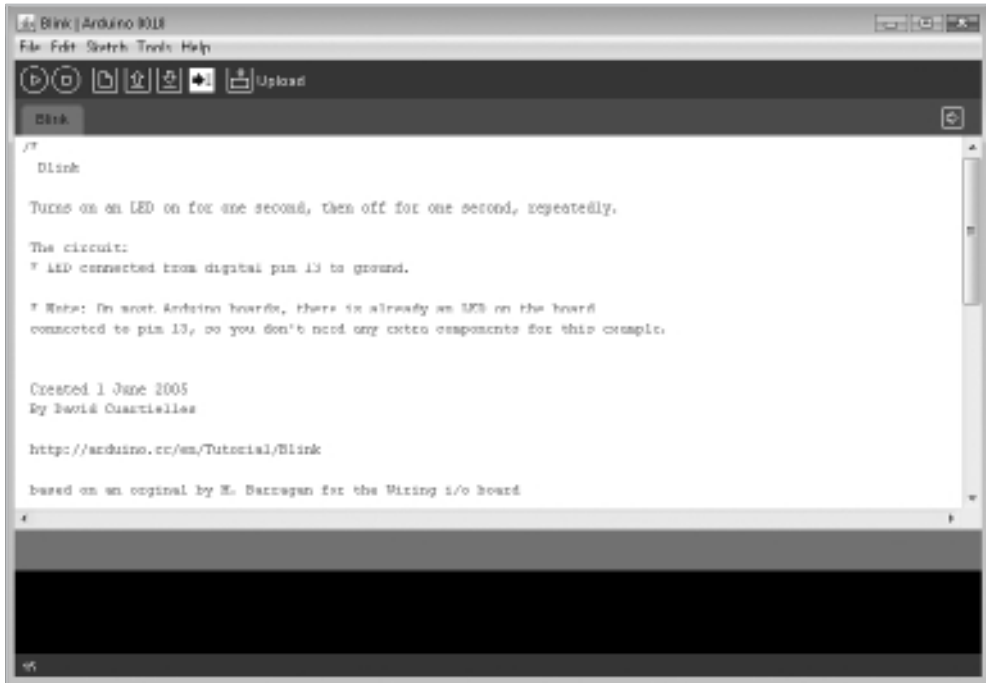 Blink | Arduino 0018
File Edit Sketch Tools Help
Upload
Blink
/*
Blink
Turns on an LED on for one second, then off for one second, repeatedly.
The circuit:
* LED connected from digital pin 13 to ground.
* Note: On most Arduino boards, there is already an LED on the board
connected to pin 13, so you don't need any extra components for this example.
Created 1 June 2005
By David Cuartielles
http://arduino.cc/en/Tutorial/Blink
based on an orginal by H. Barragan for the Wiring i/o board